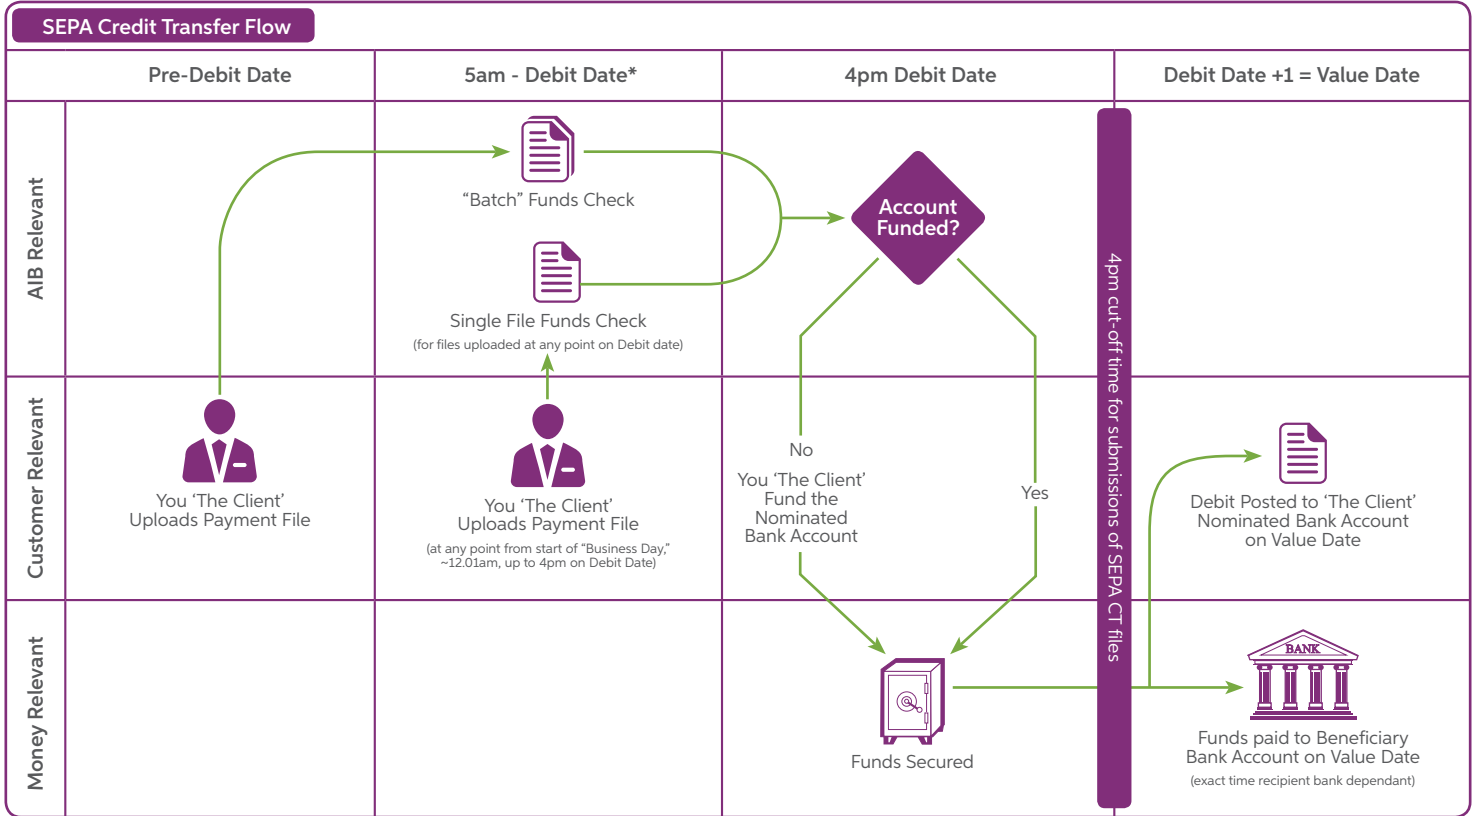 SEPA Credit Transfer Flow
Pre-Debit Date
5am - Debit Date*
4pm Debit Date
Debit Date +1 = Value Date
AIB Relevant
“Batch” Funds Check
Single File Funds Check
(for files uploaded at any point on Debit date)
Account
Funded?
4pm cut-off time for submissions of SEPA CT files
Customer Relevant
You ‘The Client’
Uploads Payment File
You ‘The Client’
Uploads Payment File
(at any point from start of “Business Day,”
~12.01am, up to 4pm on Debit Date)
No
You ‘The Client’
Fund the
Nominated
Bank Account
Yes
Debit Posted to ‘The Client’
Nominated Bank Account
on Value Date
Money Relevant
Funds Secured
BANK
Funds paid to Beneficiary
Bank Account on Value Date
(exact time recipient bank dependant)